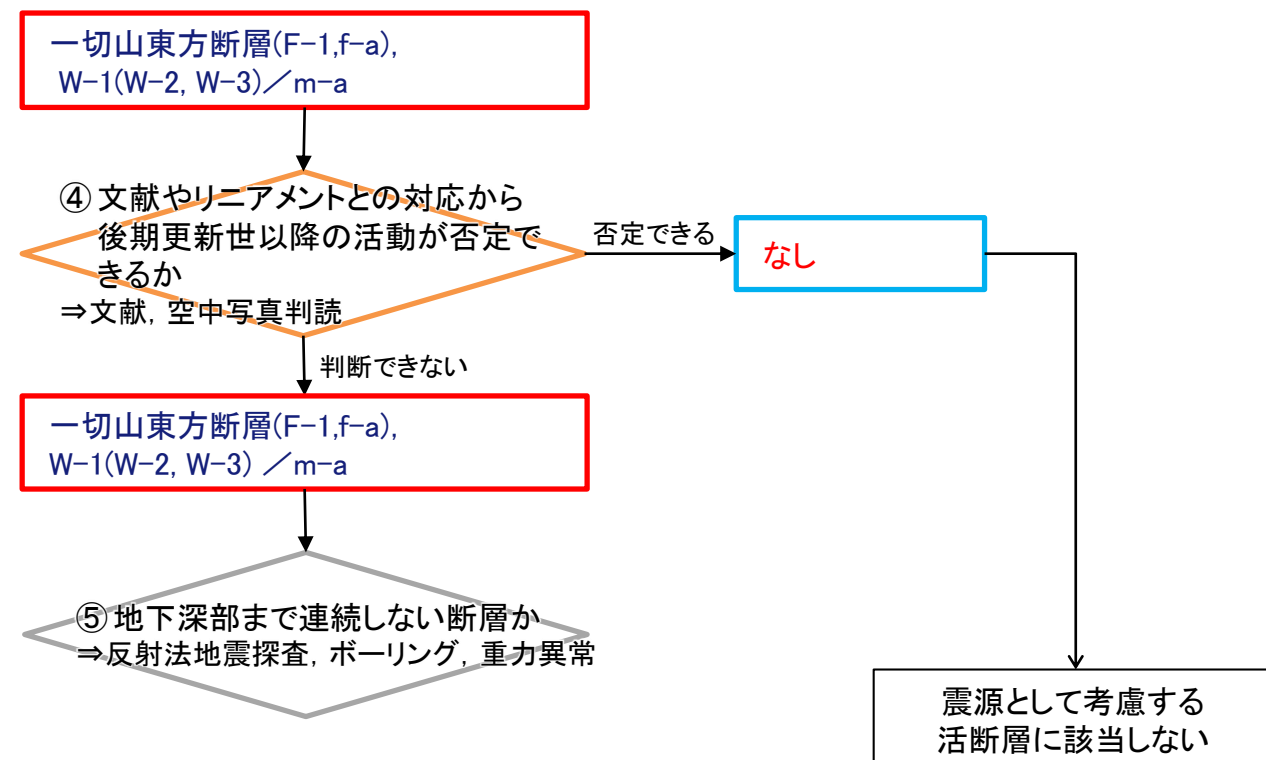 一切山東方断層(F-1,f-a),
W-1(W-2, W-3)／m-a
④ 文献やリニアメントとの対応から
後期更新世以降の活動が否定で
きるか
⇒文献，空中写真判読
否定できる
なし
判断できない
一切山東方断層(F-1,f-a),
W-1(W-2, W-3) ／m-a
⑤ 地下深部まで連続しない断層か
⇒反射法地震探査，ボーリング，重力異常
震源として考慮する
活断層に該当しない